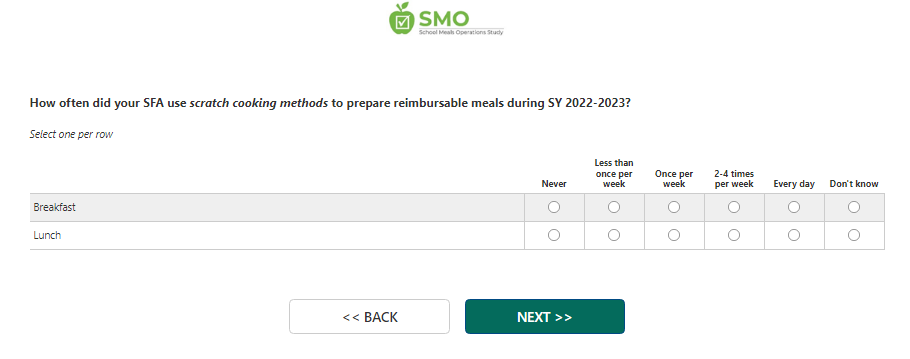 SMO
School Meals Operations Study
How often did your SFA use scratch cooking methods to prepare reimbursable meals during SY 2022-2023?
Select one per row
Never
Less than
once per
week
Once per
week
2-4 times
per week
Every day
Don't know
Breakfast
Lunch
<< BACK
NEXT >>